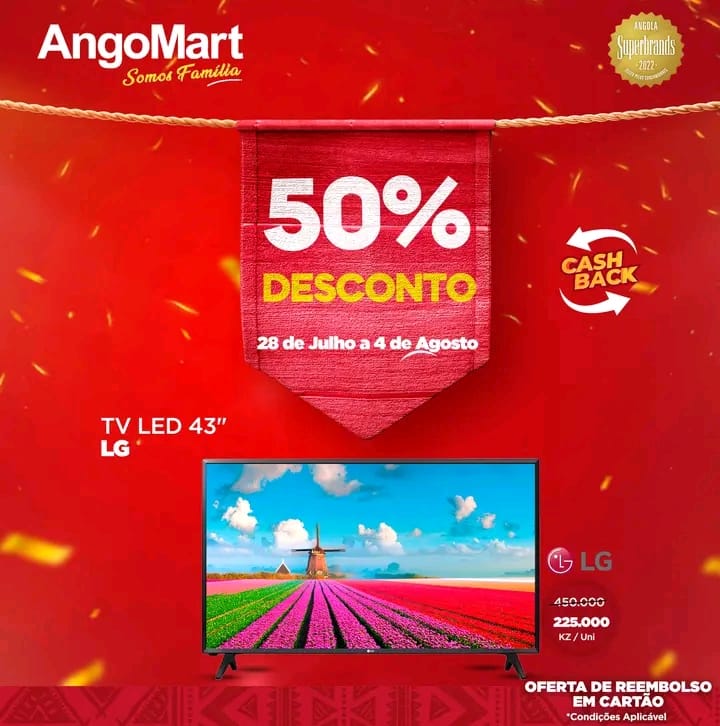 AngoMart
Somos Família
ANGOLA
Superbrands
2022
50%
DESCONTO
28 de Julho a 4 de Agosto
CASH
BACK
TV LED 43"
LG
LG
LG
450.000
225.000
KZ / Uni
OFERTA DE REEMBOLSO
EM CARTÃO
*Condições Aplicável